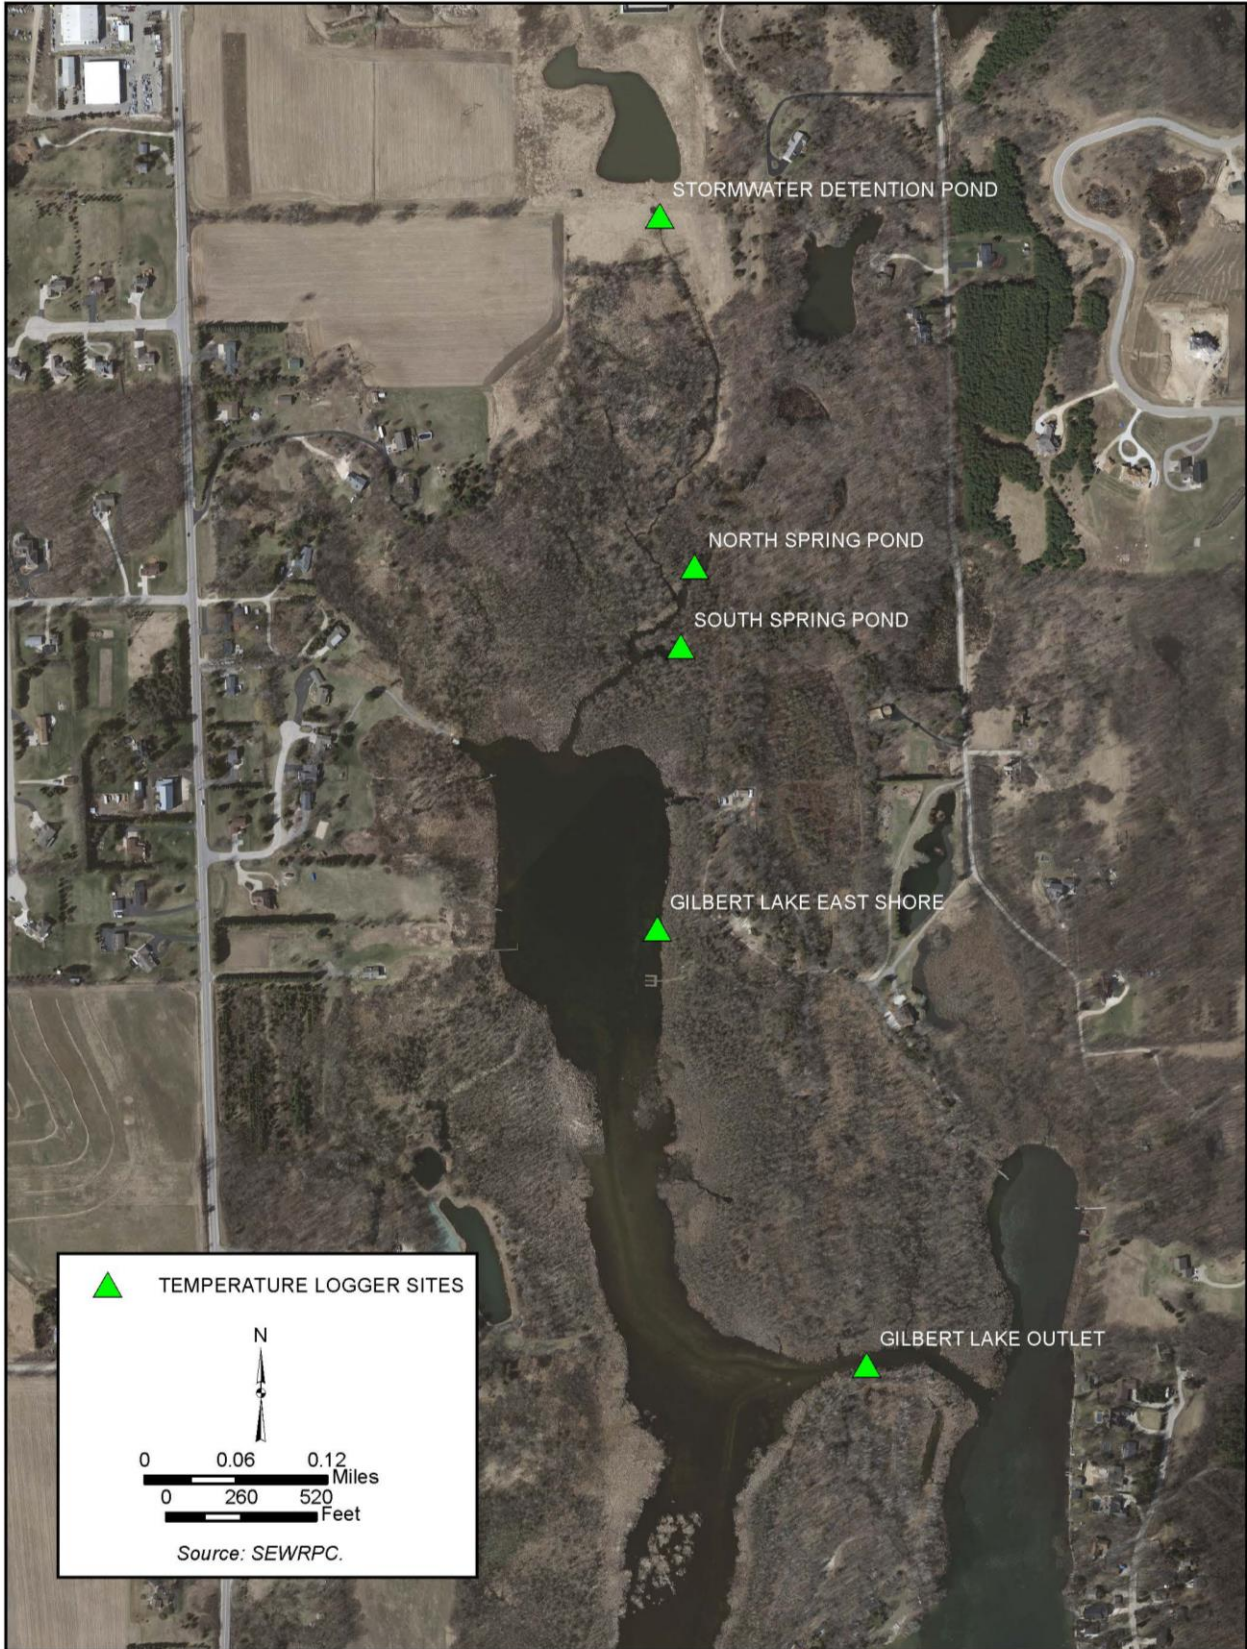 STORMWATER DETENTION POND
NORTH SPRING POND
SOUTH SPRING POND
GILBERT LAKE EAST SHORE
GILBERT LAKE OUTLET
TEMPERATURE LOGGER SITES
N
0 0.06 0.12
Miles
0 260 520
Feet
Source: SEWRPC.